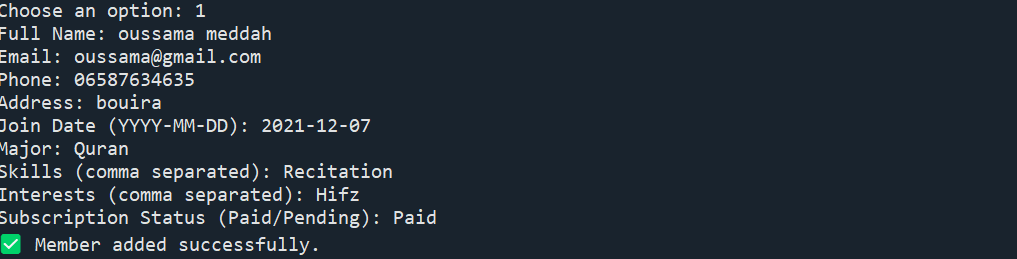 Choose an option: 1
Full Name: oussama meddah
Email: oussama@gmail.com
Phone: 06587634635
Address: bouira
Join Date (YYYY-MM-DD): 2021-12-07
Major: Quran
Skills (comma separated): Recitation
Interests (comma separated): Hifz
Subscription Status (Paid/Pending): Paid
✅ Member added successfully.